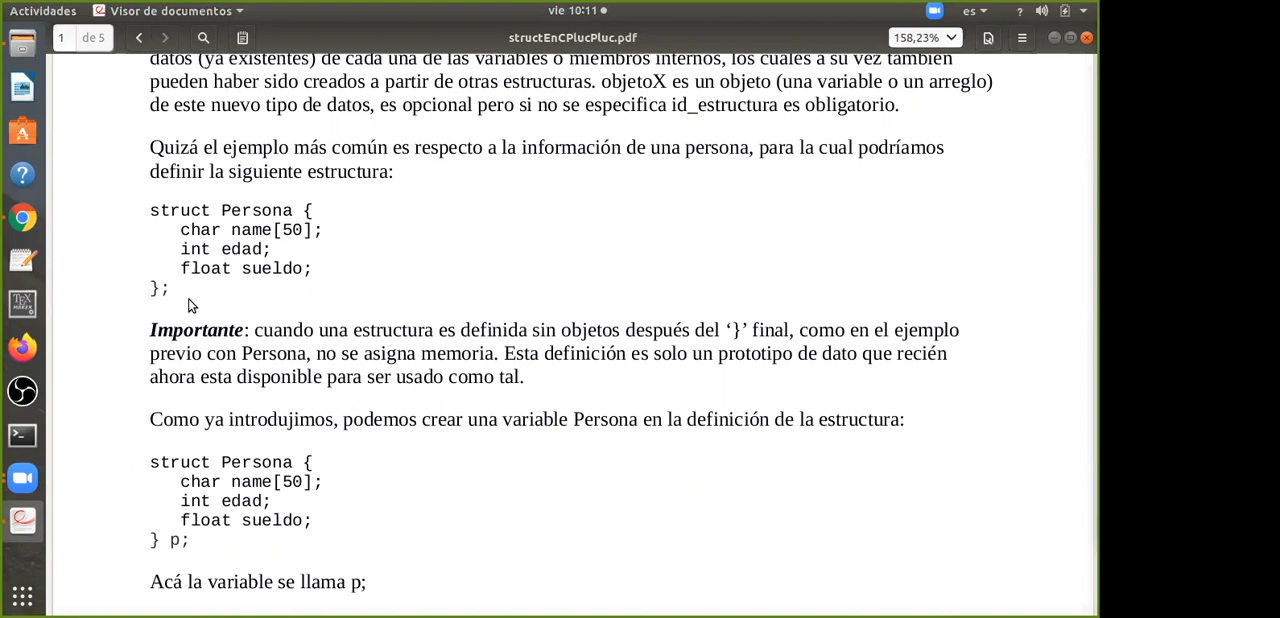 Actividades
Visor de documentos
vie 10:11
es
1
de 5
structEnCPlucPluc.pdf
158,23%
datos (ya existentes) de cada una de las variables o miembros internos, los cuales a su vez también
pueden haber sido creados a partir de otras estructuras. objetoX es un objeto (una variable o un arreglo)
de este nuevo tipo de datos, es opcional pero si no se especifica id_estructura es obligatorio.
Quizá el ejemplo más común es respecto a la información de una persona, para la cual podríamos
definir la siguiente estructura:
struct Persona {
char name[50];
int edad;
float sueldo;
};
Importante: cuando una estructura es definida sin objetos después del ‘}’ final, como en el ejemplo
previo con Persona, no se asigna memoria. Esta definición es solo un prototipo de dato que recién
ahora esta disponible para ser usado como tal.
Como ya introdujimos, podemos crear una variable Persona en la definición de la estructura:
struct Persona {
char name[50];
int edad;
float sueldo;
} p;
Acá la variable se llama p;